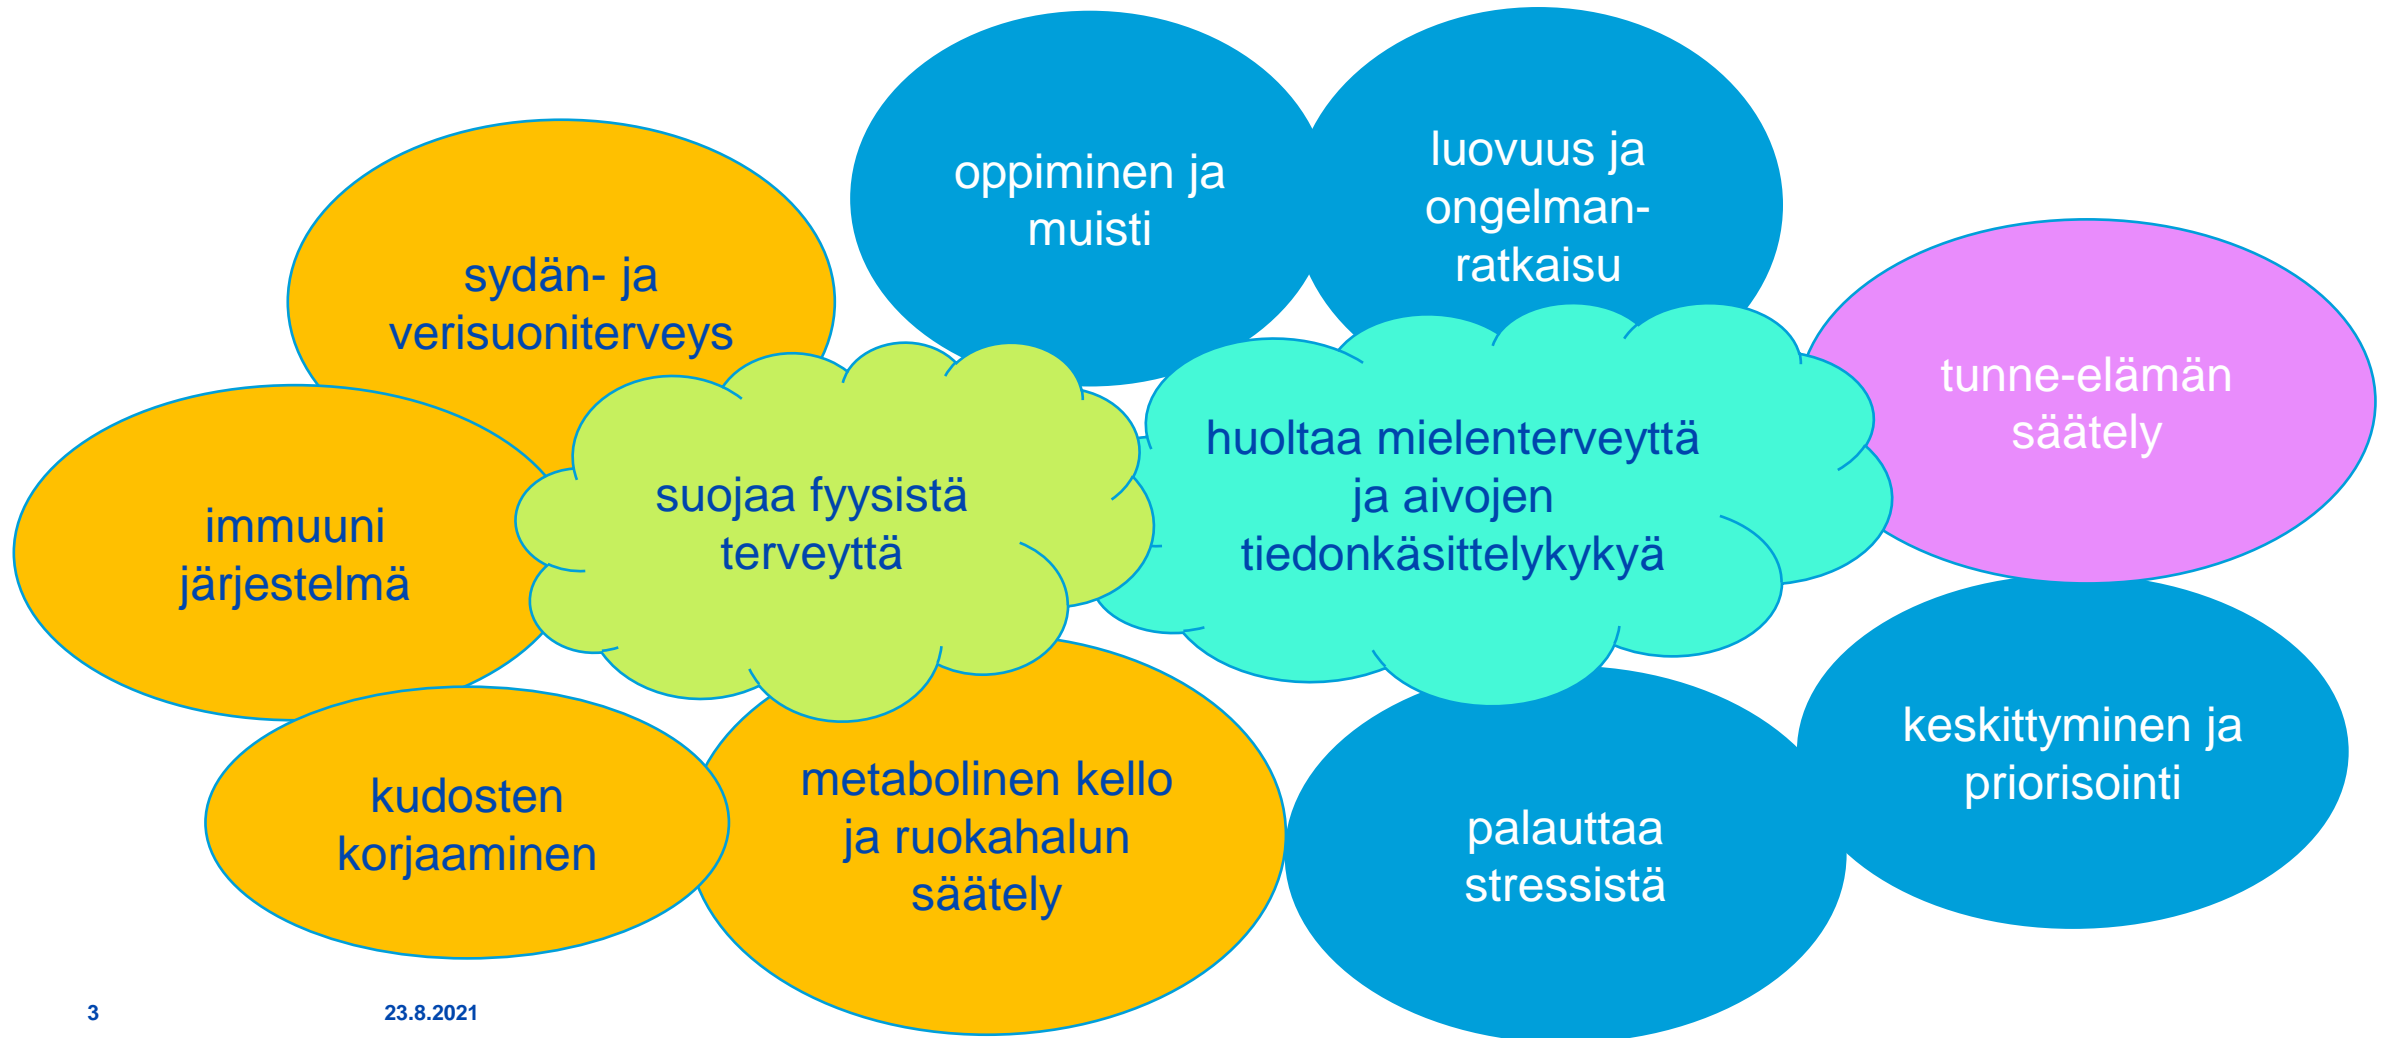 oppiminen ja
muisti
luovuus ja
ongelman-
ratkaisu
sydän- ja
verisuoniterveys
tunne-elämän
säätely
huoltaa mielenterveyttä
ja aivojen
tiedonkäsittelykykyä
suojaa fyysistä
terveyttä
immuuni
järjestelmä
keskittyminen ja
priorisointi
kudosten
korjaaminen
metabolinen kello
ja ruokahalun
säätely
palauttaa
stressistä
3
23.8.2021